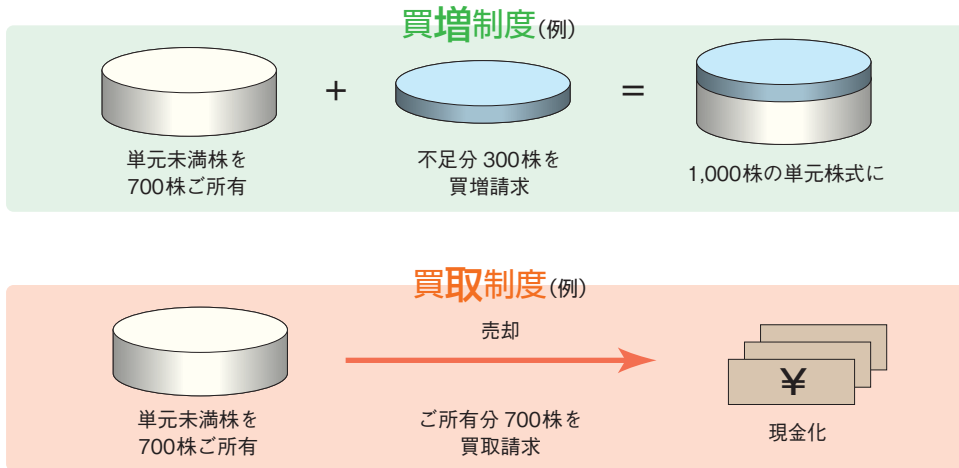 買増制度(例)
+
=
単元未満株を
700株ご所有
不足分 300株を
買増請求
1,000株の単元株式に
買取制度(例)
売却
¥
単元未満株を
700株ご所有
ご所有分 700株を
買取請求
現金化